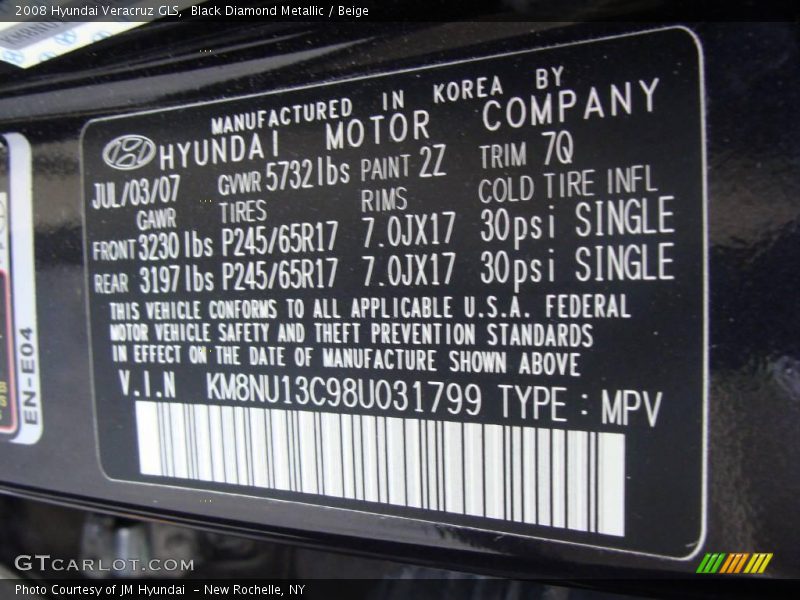 2008 Hyundai Veracruz GLS, Black Diamond Metallic / Beige
MANUFACTURED IN KOREA BY
HYUNDAI MOTOR COMPANY
JUL/03/07 GVWR 5732lbs PAINT 2Z TRIM 7Q
GAWR TIRES RIMS COLD TIRE INFL
FRONT 3230 lbs P245/65R17 7.0JX17 30psi SINGLE
REAR 3197 lbs P245/65R17 7.0JX17 30psi SINGLE
THIS VEHICLE CONFORMS TO ALL APPLICABLE U.S.A. FEDERAL
MOTOR VEHICLE SAFETY AND THEFT PREVENTION STANDARDS
IN EFFECT ON THE DATE OF MANUFACTURE SHOWN ABOVE
V.I.N KM8NU13C98U031799 TYPE : MPV
EN-E04
GTCARLOT.COM
Photo Courtesy of JM Hyundai - New Rochelle, NY